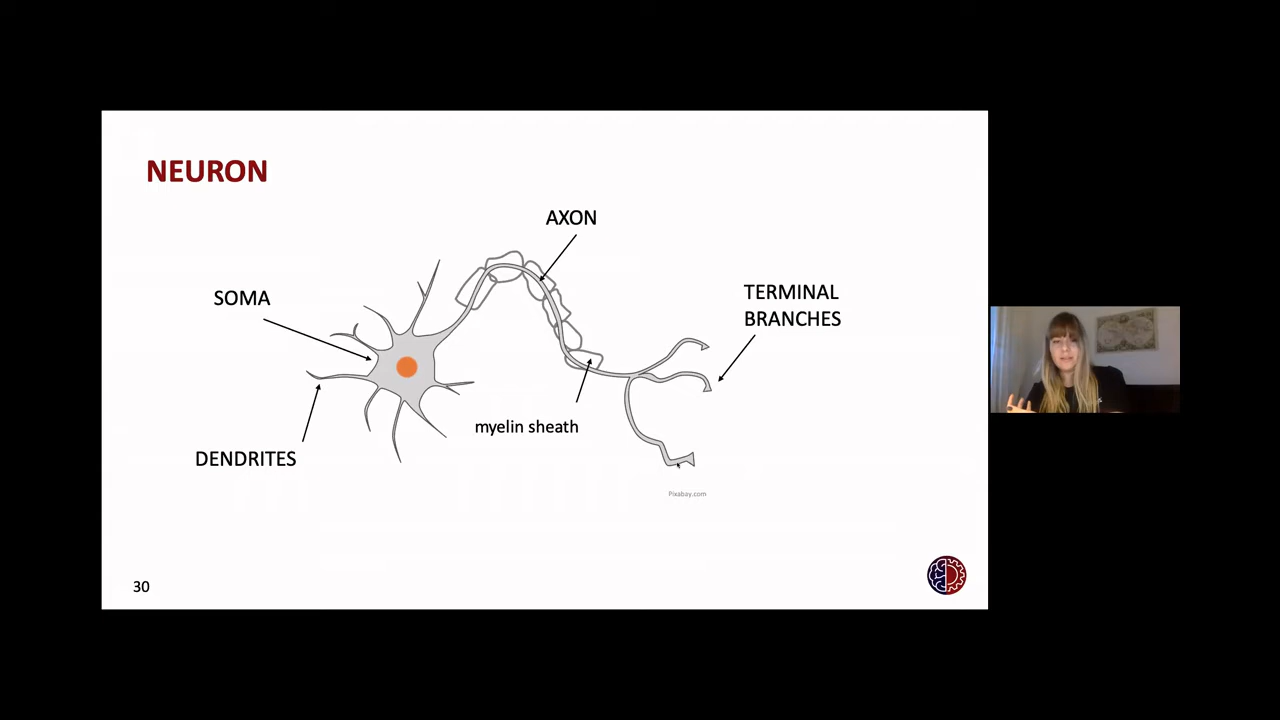 NEURON
AXON
SOMA
TERMINAL
BRANCHES
myelin sheath
DENDRITES
Pixabay.com
30